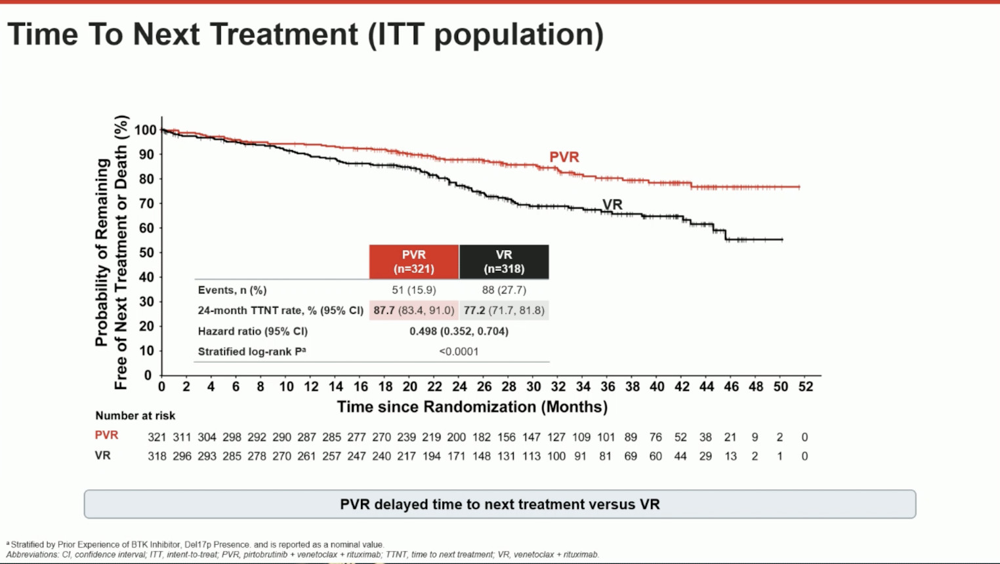 Time To Next Treatment (ITT population)
Probability of Remaining
Free of Next Treatment or Death (%)
100
90
80
70
60
50
40
30
20
10
0
PVR
VR
PVR VR
(n=321) (n=318)
Events, n (%) 51 (15.9) 88 (27.7)
24-month TTNT rate, % (95% CI) 87.7 (83.4, 91.0) 77.2 (71.7, 81.8)
Hazard ratio (95% CI) 0.498 (0.352, 0.704)
Stratified log-rank Pᵃ <0.0001
0 2 4 6 8 10 12 14 16 18 20 22 24 26 28 30 32 34 36 38 40 42 44 46 48 50 52
Time since Randomization (Months)
Number at risk
PVR 321 311 304 298 292 290 287 285 277 270 239 219 200 182 156 147 127 109 101 89 76 52 38 21 9 2 0
VR 318 296 293 285 278 270 261 257 247 240 217 194 171 148 131 113 100 91 81 69 60 44 29 13 2 1 0
PVR delayed time to next treatment versus VR
ᵃ Stratified by Prior Experience of BTK Inhibitor, Del17p Presence. and is reported as a nominal value.
Abbreviations: CI, confidence interval; ITT, intent-to-treat; PVR, pirtobrutinib + venetoclax + rituximab; TTNT, time to next treatment; VR, venetoclax + rituximab.